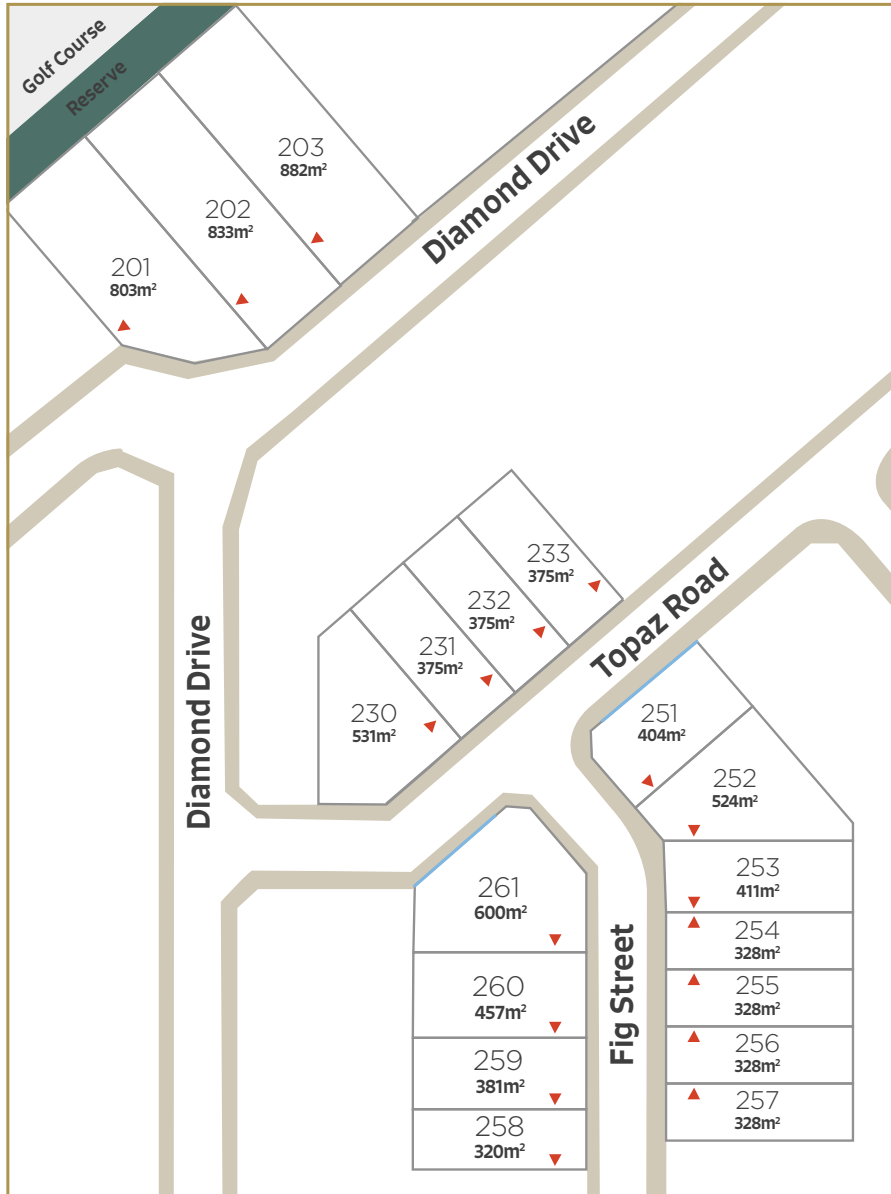 Golf Course
Reserve
203
882m²
202
833m²
201
803m²
Diamond Drive
233
375m²
232
375m²
231
375m²
230
531m²
Topaz Road
Diamond Drive
251
404m²
252
524m²
253
411m²
261
600m²
254
328m²
255
328m²
260
457m²
Fig Street
256
328m²
259
381m²
257
328m²
258
320m²